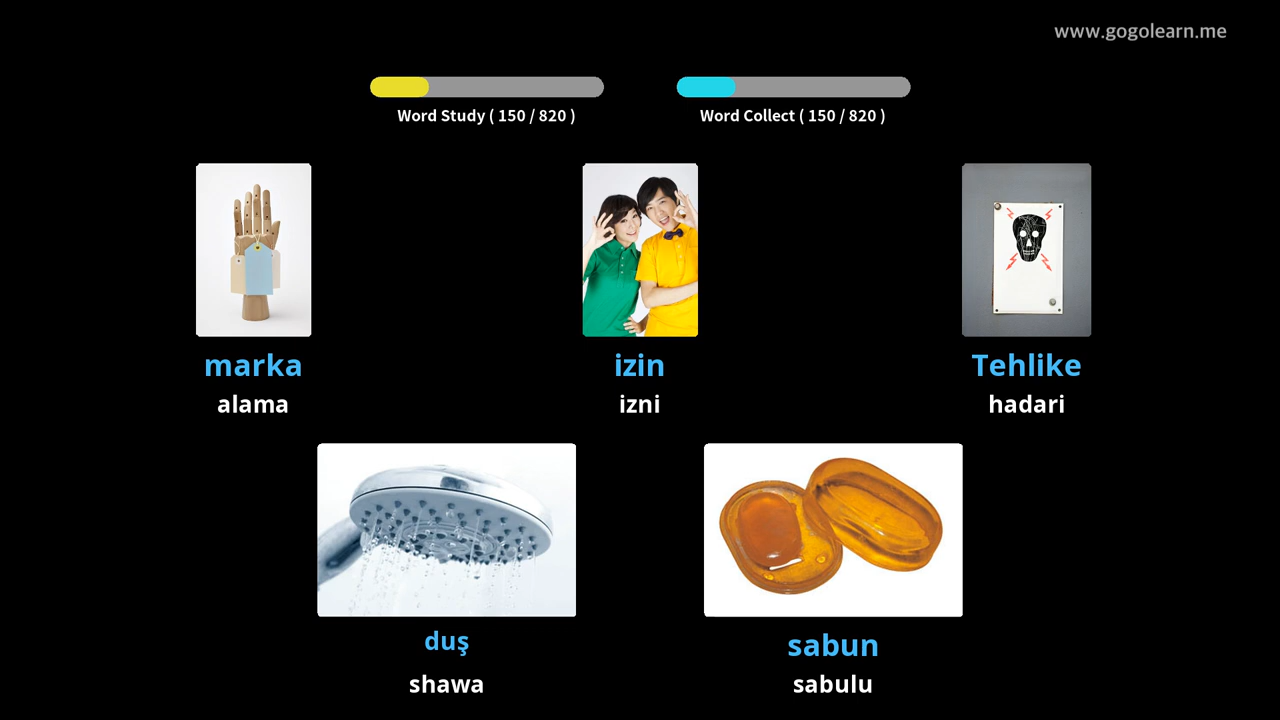 www.gogolearn.me
Word Study ( 150 / 820 )
Word Collect ( 150 / 820 )
marka
alama
izin
izni
Tehlike
hadari
duş
shawa
sabun
sabulu